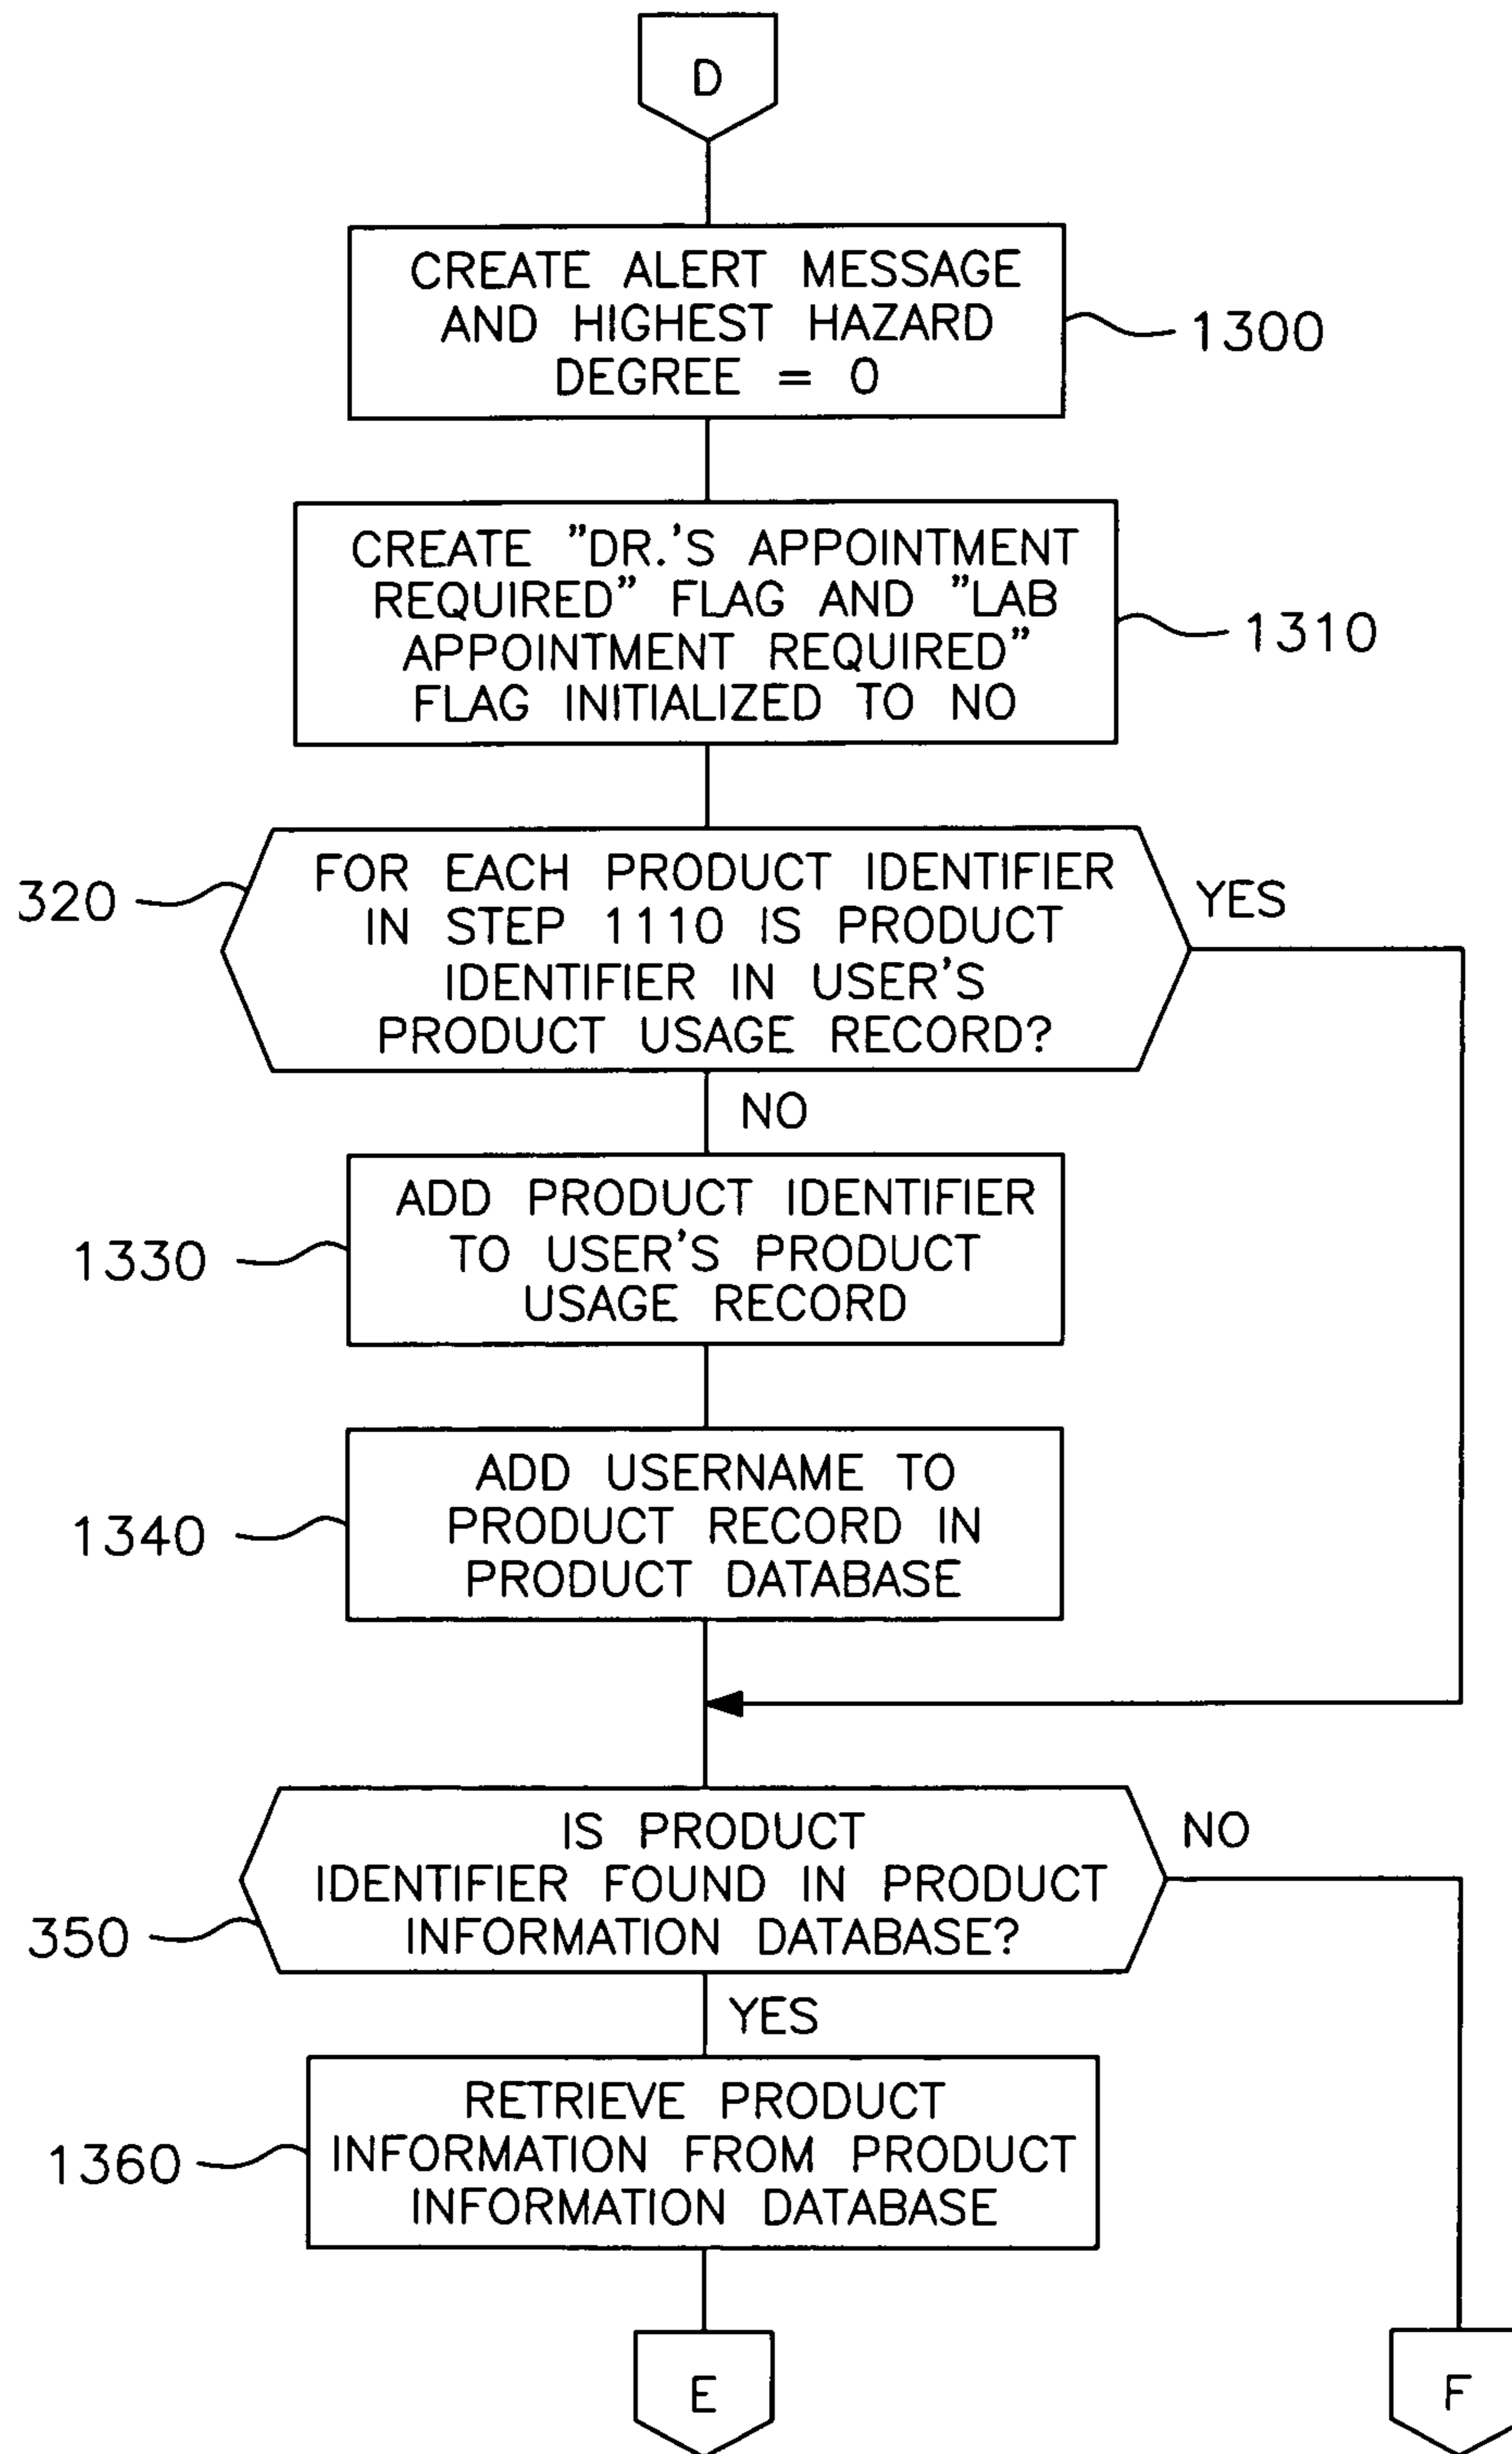 D
CREATE ALERT MESSAGE
AND HIGHEST HAZARD
DEGREE = 0
1300
CREATE "DR.'S APPOINTMENT
REQUIRED" FLAG AND "LAB
APPOINTMENT REQUIRED"
FLAG INITIALIZED TO NO
1310
320
FOR EACH PRODUCT IDENTIFIER
IN STEP 1110 IS PRODUCT
IDENTIFIER IN USER'S
PRODUCT USAGE RECORD?
YES
NO
1330
ADD PRODUCT IDENTIFIER
TO USER'S PRODUCT
USAGE RECORD
1340
ADD USERNAME TO
PRODUCT RECORD IN
PRODUCT DATABASE
350
IS PRODUCT
IDENTIFIER FOUND IN PRODUCT
INFORMATION DATABASE?
NO
YES
1360
RETRIEVE PRODUCT
INFORMATION FROM PRODUCT
INFORMATION DATABASE
E
F